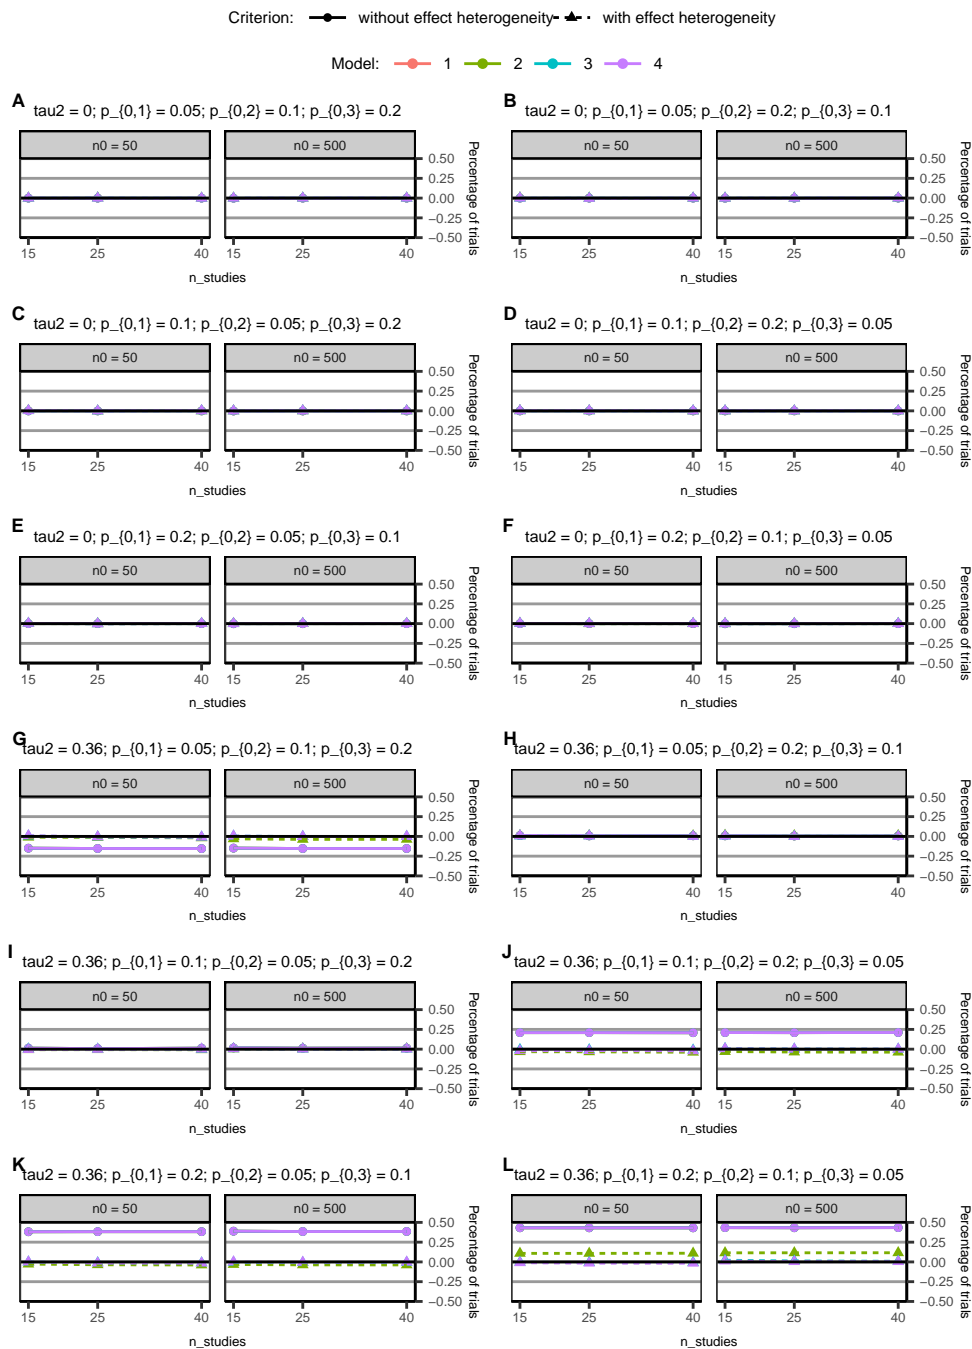 Criterion: without effect heterogeneity with effect heterogeneity
Model: 1 2 3 4
A tau2 = 0; p_{0,1} = 0.05; p_{0,2} = 0.1; p_{0,3} = 0.2
n0 = 50 n0 = 500
0.50
0.25
0.00
−0.25
−0.50
Percentage of trials
15 25 40 15 25 40
n_studies
B tau2 = 0; p_{0,1} = 0.05; p_{0,2} = 0.2; p_{0,3} = 0.1
n0 = 50 n0 = 500
0.50
0.25
0.00
−0.25
−0.50
Percentage of trials
15 25 40 15 25 40
n_studies
C tau2 = 0; p_{0,1} = 0.1; p_{0,2} = 0.05; p_{0,3} = 0.2
n0 = 50 n0 = 500
0.50
0.25
0.00
−0.25
−0.50
Percentage of trials
15 25 40 15 25 40
n_studies
D tau2 = 0; p_{0,1} = 0.1; p_{0,2} = 0.2; p_{0,3} = 0.05
n0 = 50 n0 = 500
0.50
0.25
0.00
−0.25
−0.50
Percentage of trials
15 25 40 15 25 40
n_studies
E tau2 = 0; p_{0,1} = 0.2; p_{0,2} = 0.05; p_{0,3} = 0.1
n0 = 50 n0 = 500
0.50
0.25
0.00
−0.25
−0.50
Percentage of trials
15 25 40 15 25 40
n_studies
F tau2 = 0; p_{0,1} = 0.2; p_{0,2} = 0.1; p_{0,3} = 0.05
n0 = 50 n0 = 500
0.50
0.25
0.00
−0.25
−0.50
Percentage of trials
15 25 40 15 25 40
n_studies
G tau2 = 0.36; p_{0,1} = 0.05; p_{0,2} = 0.1; p_{0,3} = 0.2
n0 = 50 n0 = 500
0.50
0.25
0.00
−0.25
−0.50
Percentage of trials
15 25 40 15 25 40
n_studies
H tau2 = 0.36; p_{0,1} = 0.05; p_{0,2} = 0.2; p_{0,3} = 0.1
n0 = 50 n0 = 500
0.50
0.25
0.00
−0.25
−0.50
Percentage of trials
15 25 40 15 25 40
n_studies
I tau2 = 0.36; p_{0,1} = 0.1; p_{0,2} = 0.05; p_{0,3} = 0.2
n0 = 50 n0 = 500
0.50
0.25
0.00
−0.25
−0.50
Percentage of trials
15 25 40 15 25 40
n_studies
J tau2 = 0.36; p_{0,1} = 0.1; p_{0,2} = 0.2; p_{0,3} = 0.05
n0 = 50 n0 = 500
0.50
0.25
0.00
−0.25
−0.50
Percentage of trials
15 25 40 15 25 40
n_studies
K tau2 = 0.36; p_{0,1} = 0.2; p_{0,2} = 0.05; p_{0,3} = 0.1
n0 = 50 n0 = 500
0.50
0.25
0.00
−0.25
−0.50
Percentage of trials
15 25 40 15 25 40
n_studies
L tau2 = 0.36; p_{0,1} = 0.2; p_{0,2} = 0.1; p_{0,3} = 0.05
n0 = 50 n0 = 500
0.50
0.25
0.00
−0.25
−0.50
Percentage of trials
15 25 40 15 25 40
n_studies